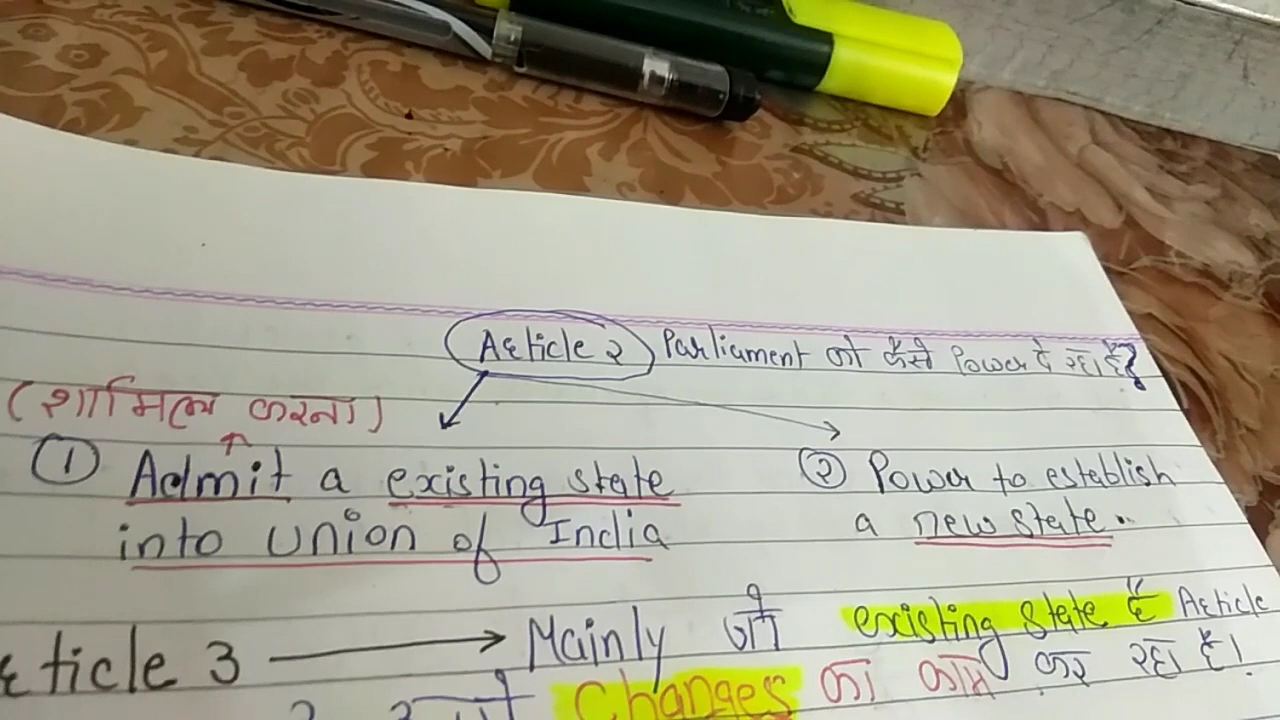 Article 2 Parliament को कैसे Power दे रहा है?
(शामिल करना)
① Admit a existing state ② Power to establish
into union of India a new state.
ticle 3 → Mainly जो existing state है Article
Changes का काम कर रहा है।